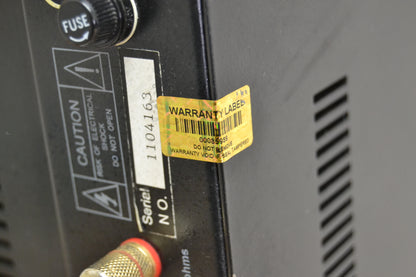 FUSE
CAUTION
RISK OF ELECTRICAL
SHOCK
DO NOT OPEN
1104163
Serial
NO.
WARRANTY LABEL
DO NOT REMOVE
WARRANTY VOID IF SEAL TAMPERED
ohms